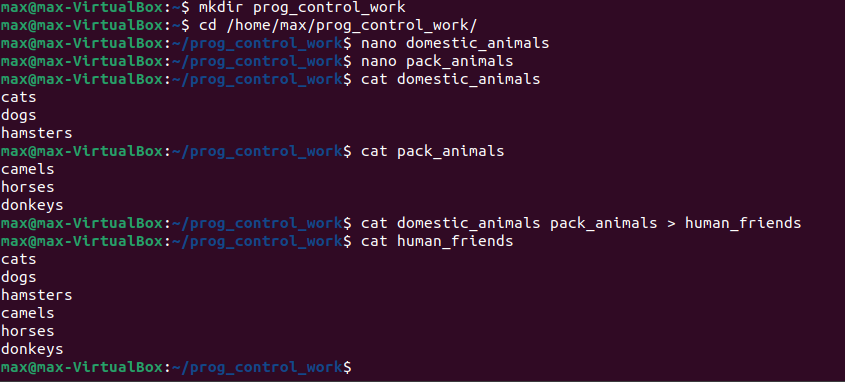 max@max-VirtualBox:~$ mkdir prog_control_work
max@max-VirtualBox:~$ cd /home/max/prog_control_work/
max@max-VirtualBox:~/prog_control_work$ nano domestic_animals
max@max-VirtualBox:~/prog_control_work$ nano pack_animals
max@max-VirtualBox:~/prog_control_work$ cat domestic_animals
cats
dogs
hamsters
max@max-VirtualBox:~/prog_control_work$ cat pack_animals
camels
horses
donkeys
max@max-VirtualBox:~/prog_control_work$ cat domestic_animals pack_animals > human_friends
max@max-VirtualBox:~/prog_control_work$ cat human_friends
cats
dogs
hamsters
camels
horses
donkeys
max@max-VirtualBox:~/prog_control_work$